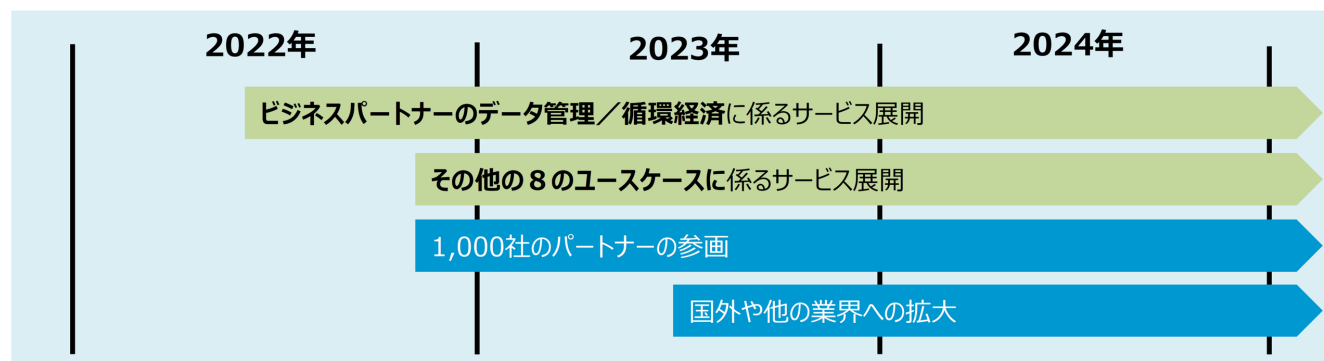 2022年
2023年
2024年
ビジネスパートナーのデータ管理／循環経済に係るサービス展開
その他の８のユースケースに係るサービス展開
1,000社のパートナーの参画
国外や他の業界への拡大